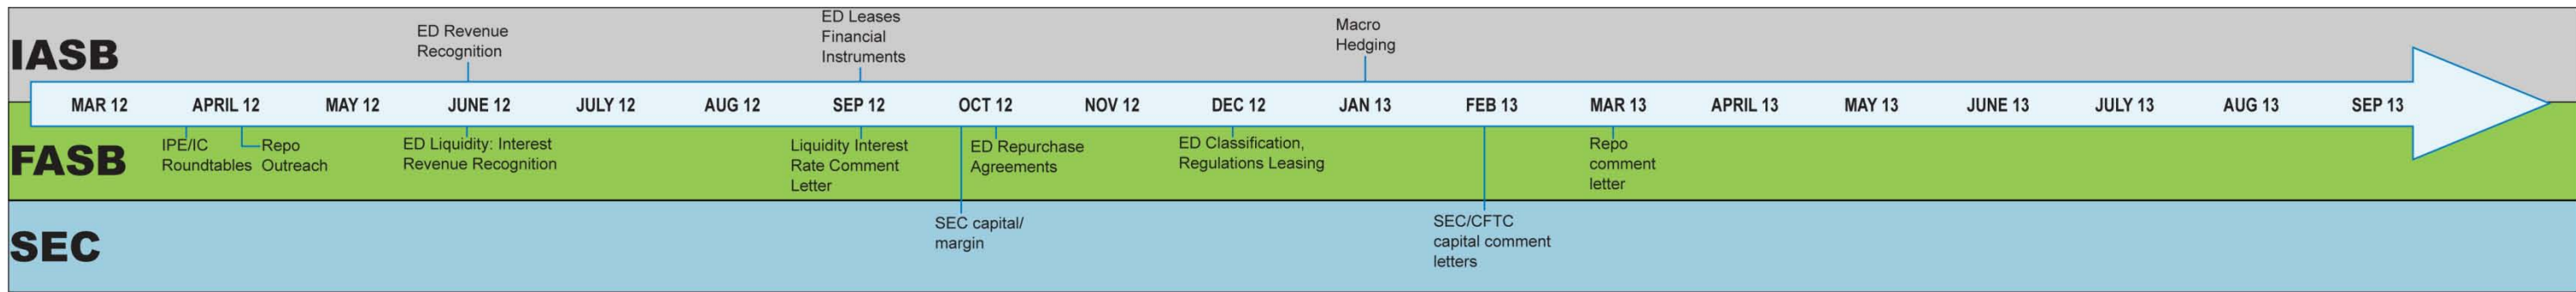 IASB
ED Revenue
Recognition
ED Leases
Financial
Instruments
Macro
Hedging
MAR 12 APRIL 12 MAY 12 JUNE 12 JULY 12 AUG 12 SEP 12 OCT 12 NOV 12 DEC 12 JAN 13 FEB 13 MAR 13 APRIL 13 MAY 13 JUNE 13 JULY 13 AUG 13 SEP 13
FASB
IPE/IC
Roundtables
Repo
Outreach
ED Liquidity: Interest
Revenue Recognition
Liquidity Interest
Rate Comment
Letter
ED Repurchase
Agreements
ED Classification,
Regulations Leasing
Repo
comment
letter
SEC
SEC capital/
margin
SEC/CFTC
capital comment
letters